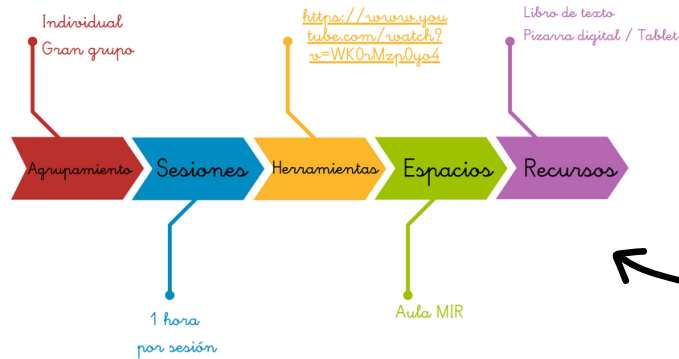 Individual
Gran grupo
https://www.you
tube.com/watch?
v=WK0rMzp0yo4
Libro de texto
Pizarra digital / Tablet
Agrupamiento
Sesiones
Herramientas
Espacios
Recursos
1 hora
por sesión
Aula MIR